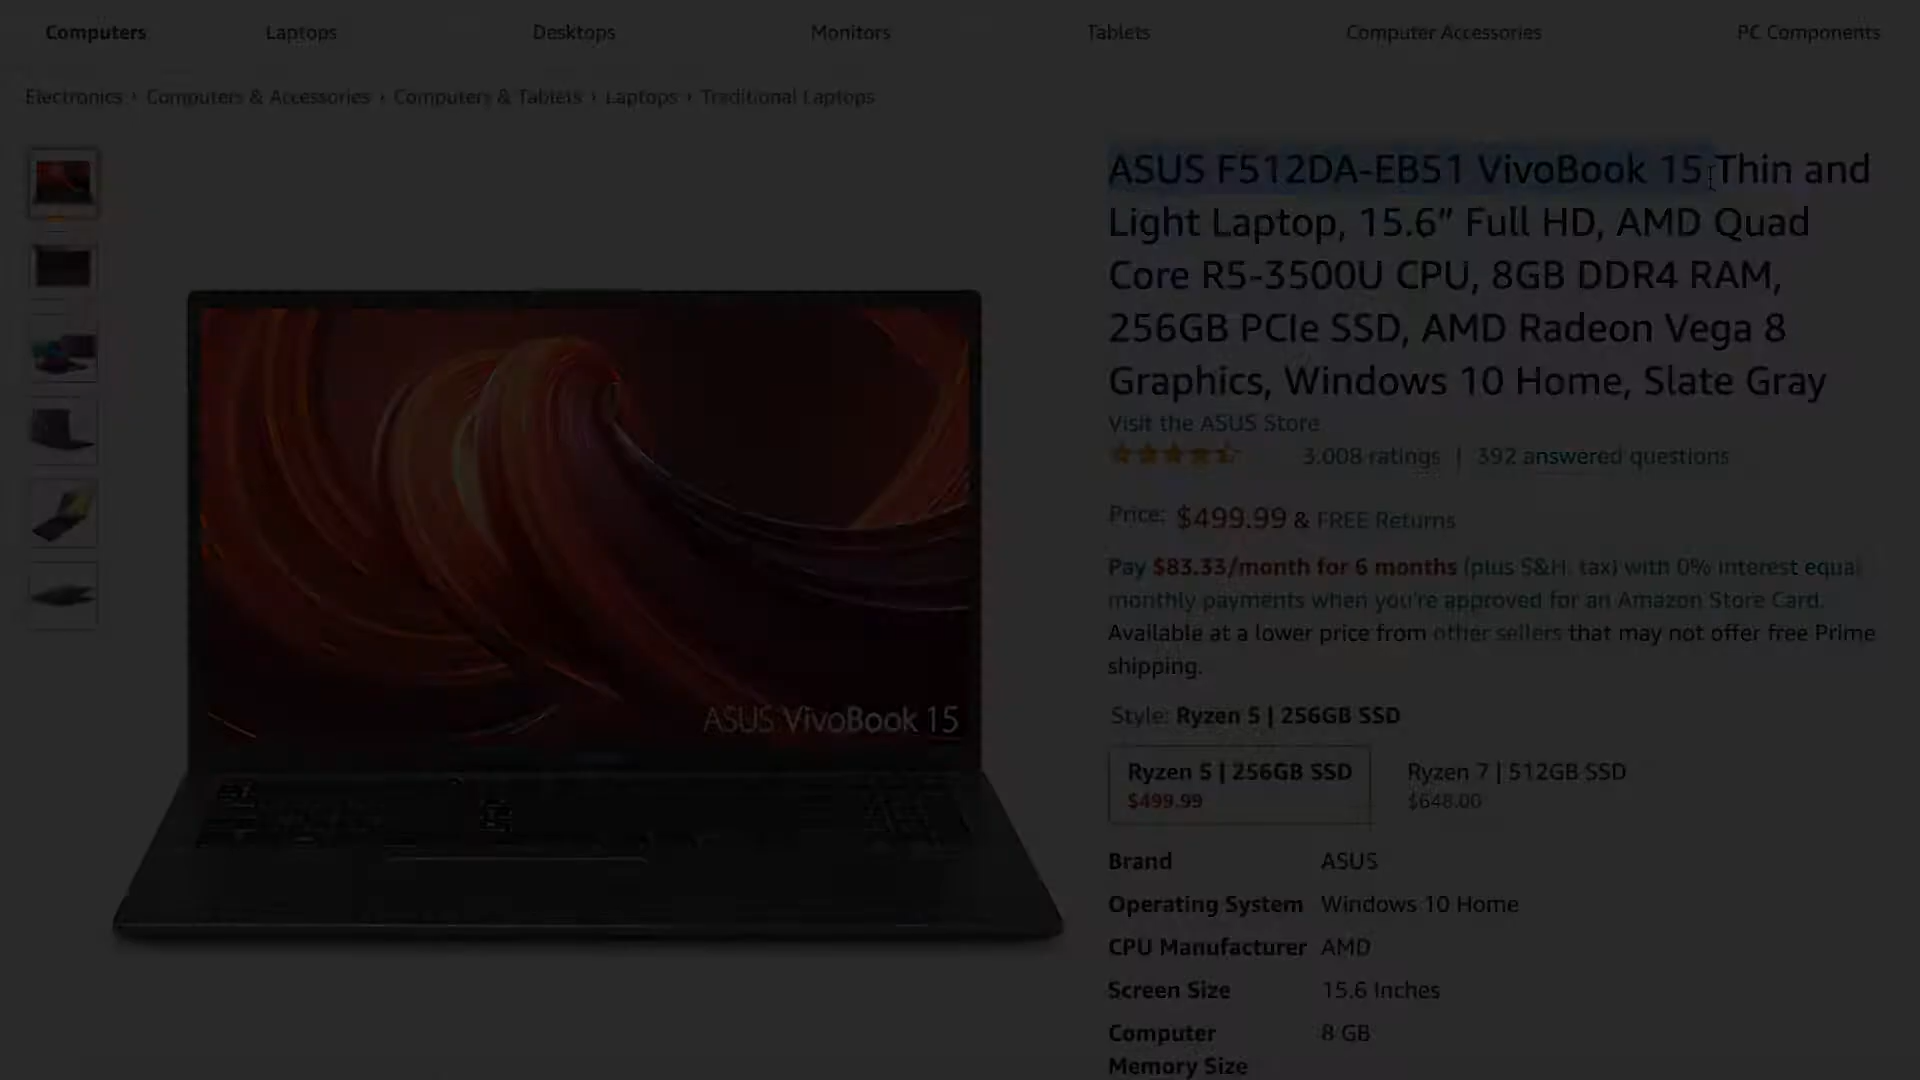 Computers Laptops Desktops Monitors Tablets Computer Accessories PC Components
Electronics › Computers & Accessories › Computers & Tablets › Laptops › Traditional Laptops
ASUS F512DA-EB51 VivoBook 15 Thin and
Light Laptop, 15.6” Full HD, AMD Quad
Core R5-3500U CPU, 8GB DDR4 RAM,
256GB PCIe SSD, AMD Radeon Vega 8
Graphics, Windows 10 Home, Slate Gray
Visit the ASUS Store
3,008 ratings | 392 answered questions
Price: $499.99 & FREE Returns
Pay $83.33/month for 6 months (plus S&H, tax) with 0% interest equal
monthly payments when you're approved for an Amazon Store Card.
Available at a lower price from other sellers that may not offer free Prime
shipping.
Style: Ryzen 5 | 256GB SSD
Ryzen 5 | 256GB SSD Ryzen 7 | 512GB SSD
$499.99 $648.00
Brand ASUS
Operating System Windows 10 Home
CPU Manufacturer AMD
Screen Size 15.6 Inches
Computer 8 GB
Memory Size
ASUS VivoBook 15